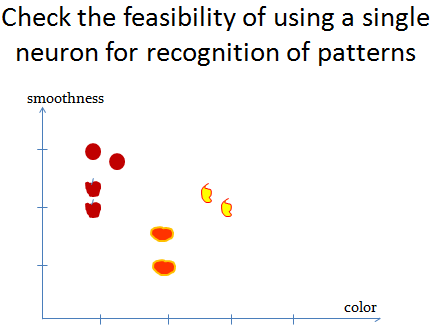 Check the feasibility of using a single
neuron for recognition of patterns
smoothness
color